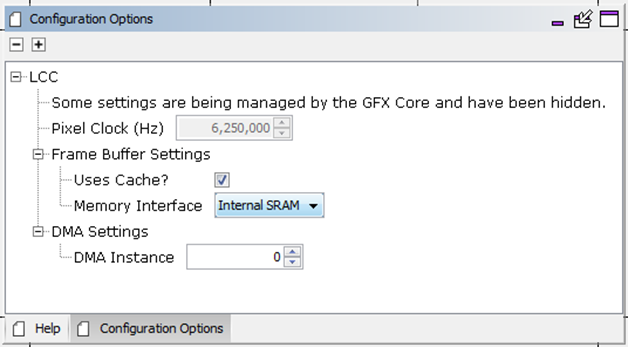 Configuration Options
LCC
Some settings are being managed by the GFX Core and have been hidden.
Pixel Clock (Hz) 6,250,000
Frame Buffer Settings
Uses Cache?
Memory Interface Internal SRAM
DMA Settings
DMA Instance 0
Help Configuration Options